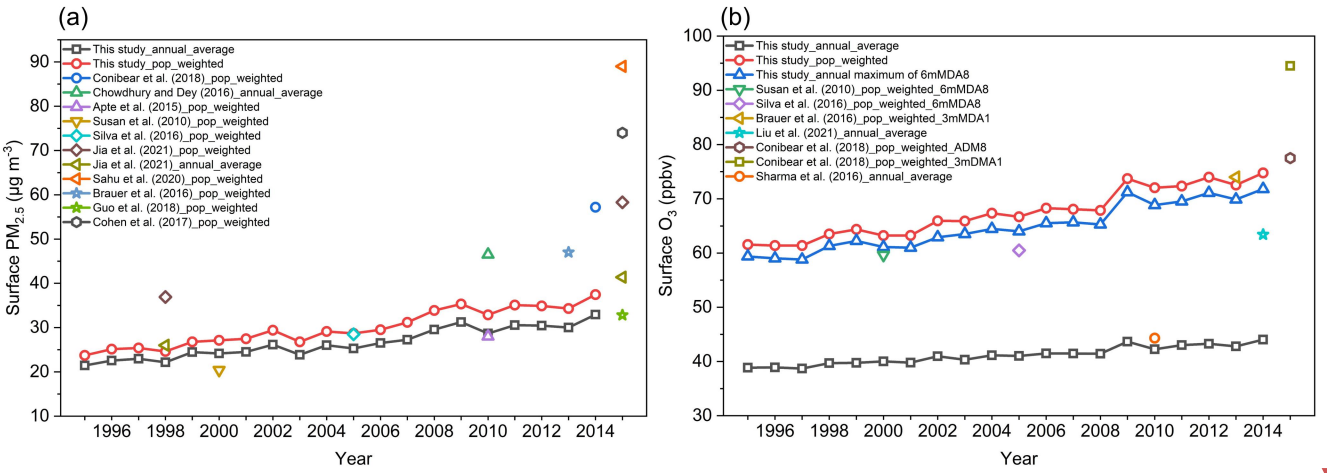 (a)
90
80
70
60
50
40
30
20
10
Surface PM2.5 (μg m-3)
This study_annual_average
This study_pop_weighted
Conibear et al. (2018)_pop_weighted
Chowdhury and Dey (2016)_annual_average
Apte et al. (2015)_pop_weighted
Susan et al. (2010)_pop_weighted
Silva et al. (2016)_pop_weighted
Jia et al. (2021)_pop_weighted
Jia et al. (2021)_annual_average
Sahu et al. (2020)_pop_weighted
Brauer et al. (2016)_pop_weighted
Guo et al. (2018)_pop_weighted
Cohen et al. (2017)_pop_weighted
1996 1998 2000 2002 2004 2006 2008 2010 2012 2014
Year
(b)
100
90
80
70
60
50
40
30
Surface O3 (ppbv)
This study_annual_average
This study_pop_weighted
This study_annual maximum of 6mMDA8
Susan et al. (2010)_pop_weighted_6mMDA8
Silva et al. (2016)_pop_weighted_6mMDA8
Brauer et al. (2016)_pop_weighted_3mMDA1
Liu et al. (2021)_annual_average
Conibear et al. (2018)_pop_weighted_ADM8
Conibear et al. (2018)_pop_weighted_3mDMA1
Sharma et al. (2016)_annual_average
1996 1998 2000 2002 2004 2006 2008 2010 2012 2014
Year